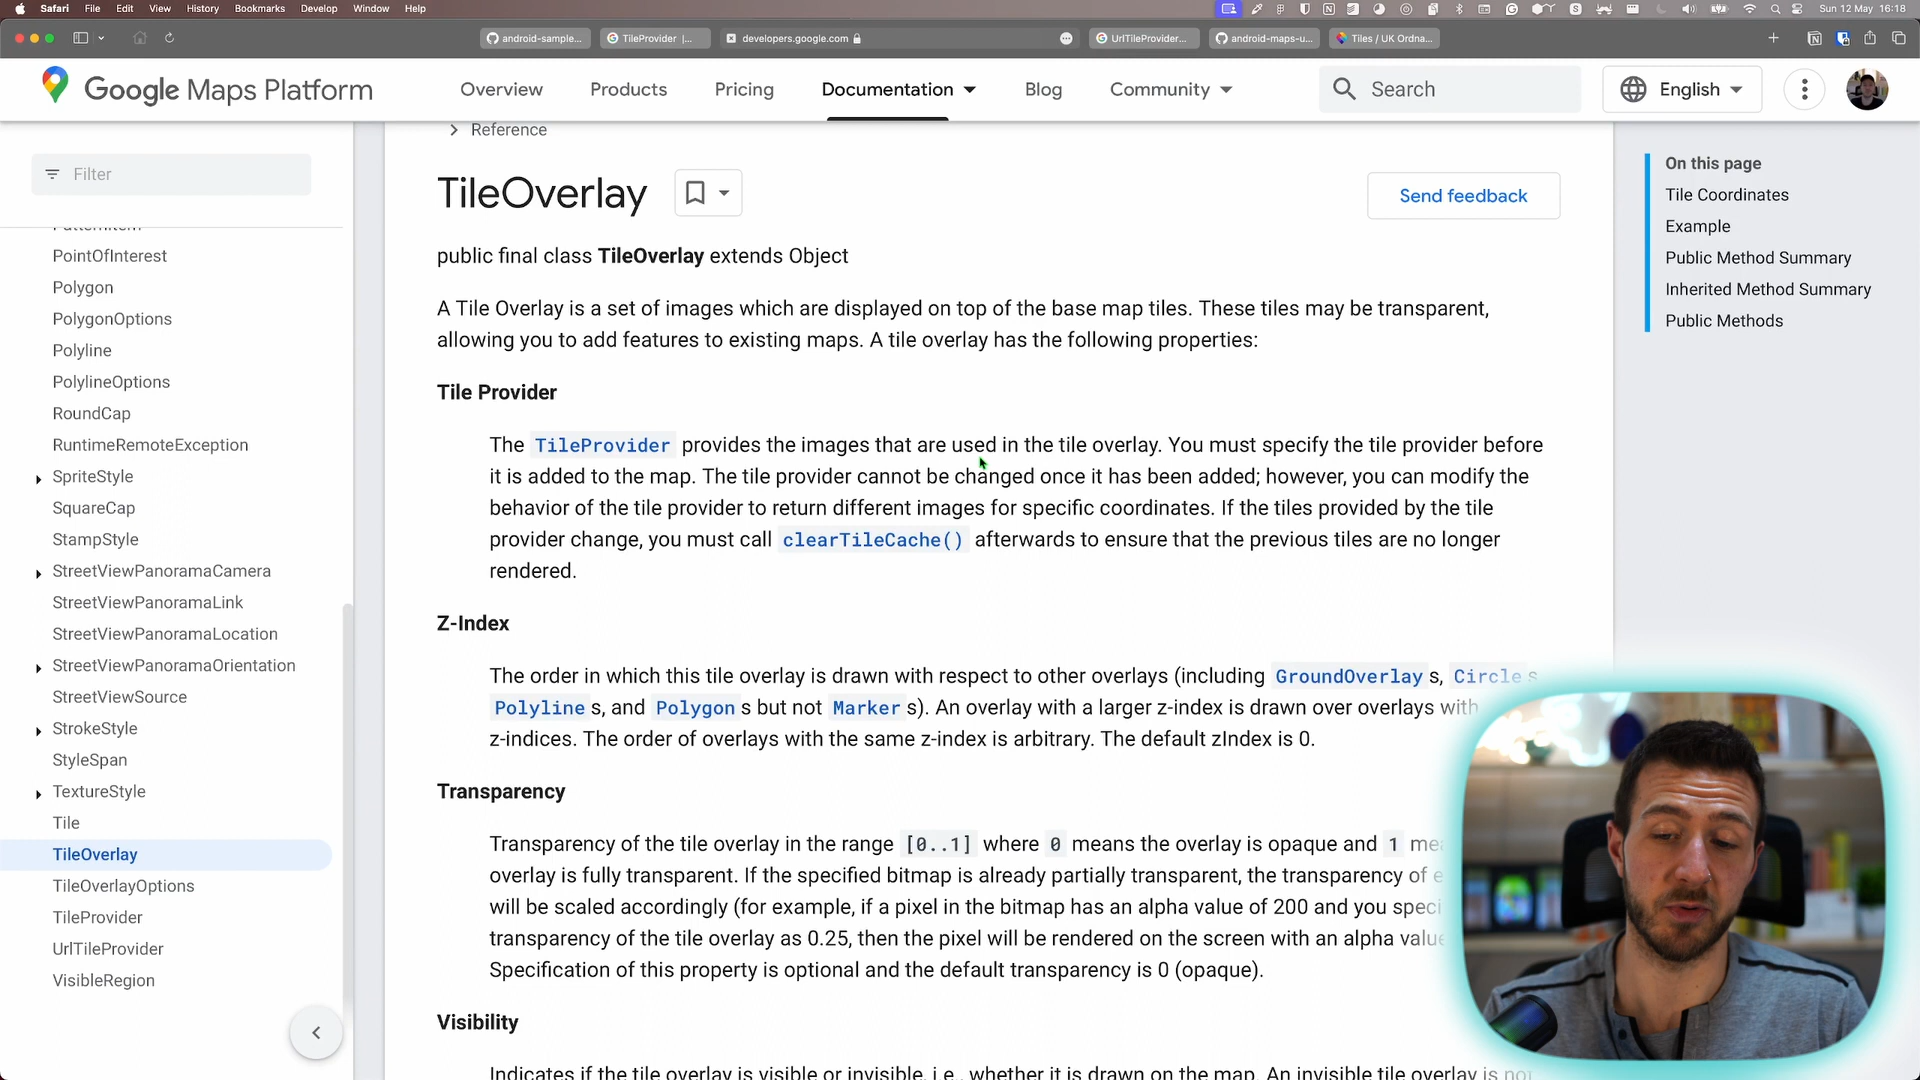 Safari File Edit View History Bookmarks Develop Window Help Sun 12 May 16:18
android-sample... TileProvider |... developers.google.com UrlTileProvider... android-maps-u... Tiles / UK Ordna...
Google Maps Platform Overview Products Pricing Documentation Blog Community Search English
Filter
PatternItem
PointOfInterest
Polygon
PolygonOptions
Polyline
PolylineOptions
RoundCap
RuntimeRemoteException
SpriteStyle
SquareCap
StampStyle
StreetViewPanoramaCamera
StreetViewPanoramaLink
StreetViewPanoramaLocation
StreetViewPanoramaOrientation
StreetViewSource
StrokeStyle
StyleSpan
TextureStyle
Tile
TileOverlay
TileOverlayOptions
TileProvider
UrlTileProvider
VisibleRegion
Reference
TileOverlay
Send feedback
public final class TileOverlay extends Object
A Tile Overlay is a set of images which are displayed on top of the base map tiles. These tiles may be transparent,
allowing you to add features to existing maps. A tile overlay has the following properties:
Tile Provider
The TileProvider provides the images that are used in the tile overlay. You must specify the tile provider before
it is added to the map. The tile provider cannot be changed once it has been added; however, you can modify the
behavior of the tile provider to return different images for specific coordinates. If the tiles provided by the tile
provider change, you must call clearTileCache() afterwards to ensure that the previous tiles are no longer
rendered.
Z-Index
The order in which this tile overlay is drawn with respect to other overlays (including GroundOverlay s, Circle s
Polyline s, and Polygon s but not Marker s). An overlay with a larger z-index is drawn over overlays with
z-indices. The order of overlays with the same z-index is arbitrary. The default zIndex is 0.
Transparency
Transparency of the tile overlay in the range [0..1] where 0 means the overlay is opaque and 1
overlay is fully transparent. If the specified bitmap is already partially transparent, the transparency of
will be scaled accordingly (for example, if a pixel in the bitmap has an alpha value of 200 and you
transparency of the tile overlay as 0.25, then the pixel will be rendered on the screen with an alpha value
Specification of this property is optional and the default transparency is 0 (opaque).
Visibility
Indicates if the tile overlay is visible or invisible, i.e., whether it is drawn on the map. An invisible tile overlay is not
On this page
Tile Coordinates
Example
Public Method Summary
Inherited Method Summary
Public Methods